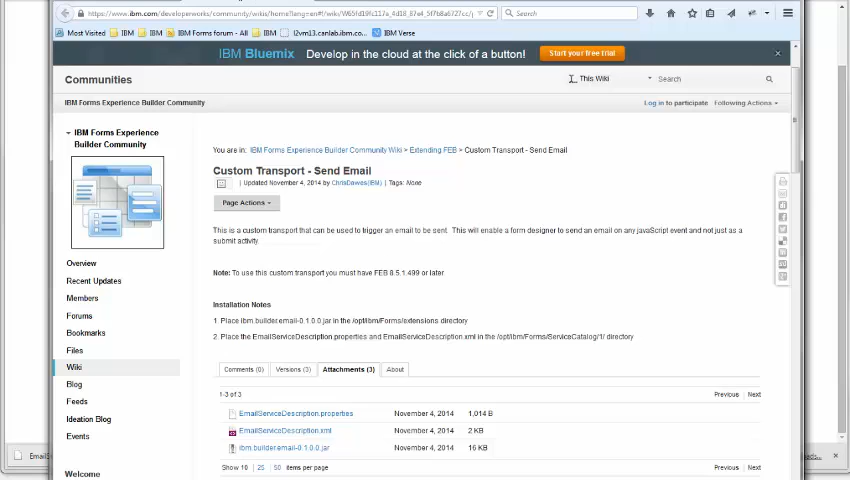 https://www.ibm.com/developerworks/community/wikis/home?lang=en#!/wiki/
Search
Most Visited
IBM
IBM
IBM Forms forum - All
IBM
l2vm13.canlab.ibm.co...
IBM Verse
IBM Bluemix Develop in the cloud at the click of a button! Start your free trial
Communities
This Wiki
Search
IBM Forms Experience Builder Community
Log in to participate
Following Actions
IBM Forms Experience
Builder Community
Overview
Recent Updates
Members
Forums
Bookmarks
Files
Wiki
Blog
Feeds
Ideation Blog
Events
Welcome
You are in: IBM Forms Experience Builder Community Wiki > Extending FEB > Custom Transport - Send Email
Custom Transport - Send Email
| Updated November 4, 2014 by ChrisDawes(IBM) | Tags: None
Page Actions
This is a custom transport that can be used to trigger an email to be sent. This will enable a form designer to send an email on any javaScript event and not just as a
submit activity.
Note: To use this custom transport you must have FEB 8.5.1.499 or later
Installation Notes
1. Place ibm.builder.email-0.1.0.0.jar in the /opt/ibm/Forms/extensions directory
2. Place the EmailServiceDescription.properties and EmailServiceDescription.xml in the /opt/ibm/Forms/ServiceCatalog/1/ directory
Comments (0) Versions (3) Attachments (3) About
1-3 of 3 Previous Next
EmailServiceDescription.properties November 4, 2014 1,014 B
EmailServiceDescription.xml November 4, 2014 2 KB
ibm.builder.email-0.1.0.0.jar November 4, 2014 16 KB
Show 10 | 25 | 50 items per page Previous Next